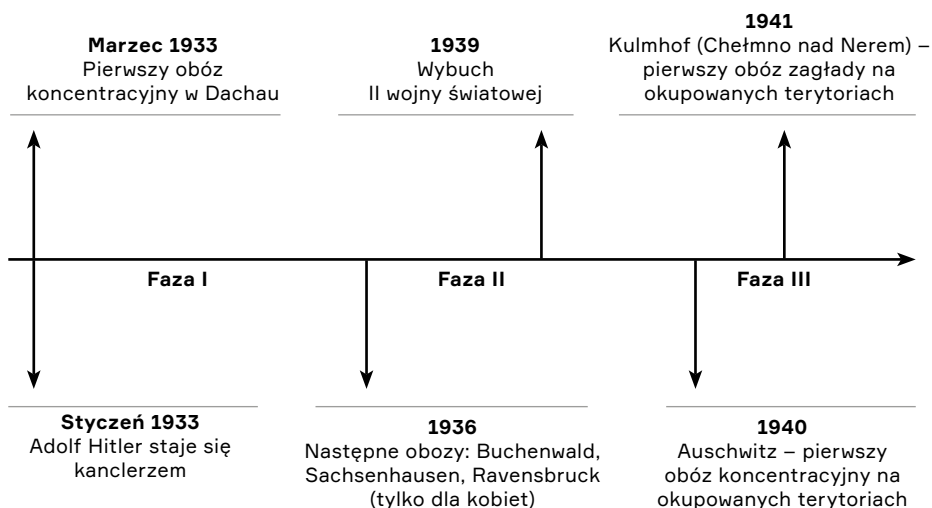 Marzec 1933
Pierwszy obóz
koncentracyjny w Dachau
1939
Wybuch
II wojny światowej
1941
Kulmhof (Chełmno nad Nerem) –
pierwszy obóz zagłady na
okupowanych terytoriach
Faza I
Faza II
Faza III
Styczeń 1933
Adolf Hitler staje się
kanclerzem
1936
Następne obozy: Buchenwald,
Sachsenhausen, Ravensbruck
(tylko dla kobiet)
1940
Auschwitz – pierwszy
obóz koncentracyjny na
okupowanych terytoriach